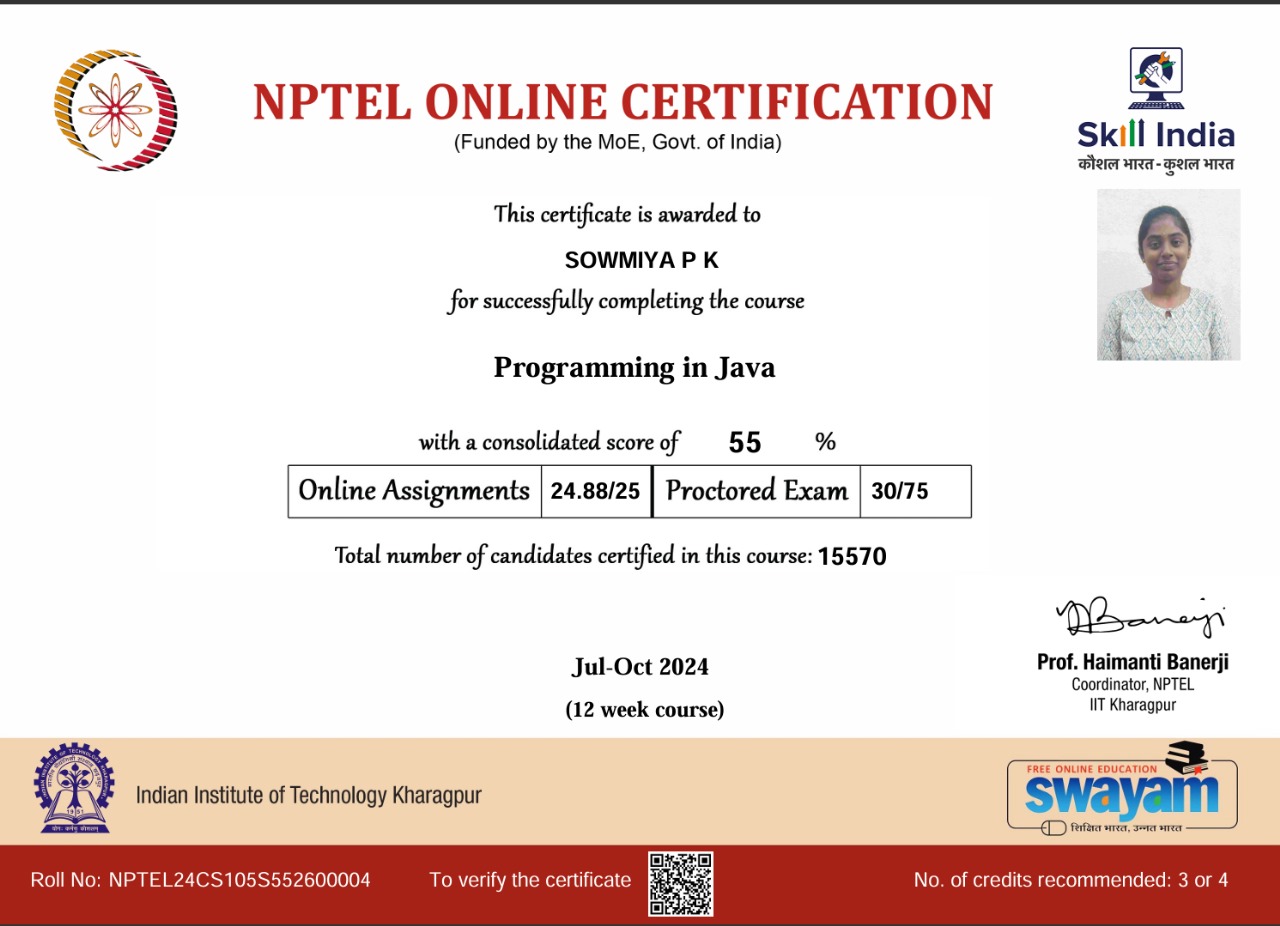 NPTEL ONLINE CERTIFICATION
(Funded by the MoE, Govt. of India)
Skill India
कौशल भारत - कुशल भारत
This certificate is awarded to
SOWMIYA P K
for successfully completing the course
Programming in Java
with a consolidated score of 55 %
Online Assignments 24.88/25 Proctored Exam 30/75
Total number of candidates certified in this course: 15570
Banerji
Prof. Haimanti Banerji
Coordinator, NPTEL
IIT Kharagpur
Jul-Oct 2024
(12 week course)
Indian Institute of Technology Kharagpur
FREE ONLINE EDUCATION
swayam
शिक्षित भारत, उन्नत भारत
Roll No: NPTEL24CS105S552600004
To verify the certificate
No. of credits recommended: 3 or 4